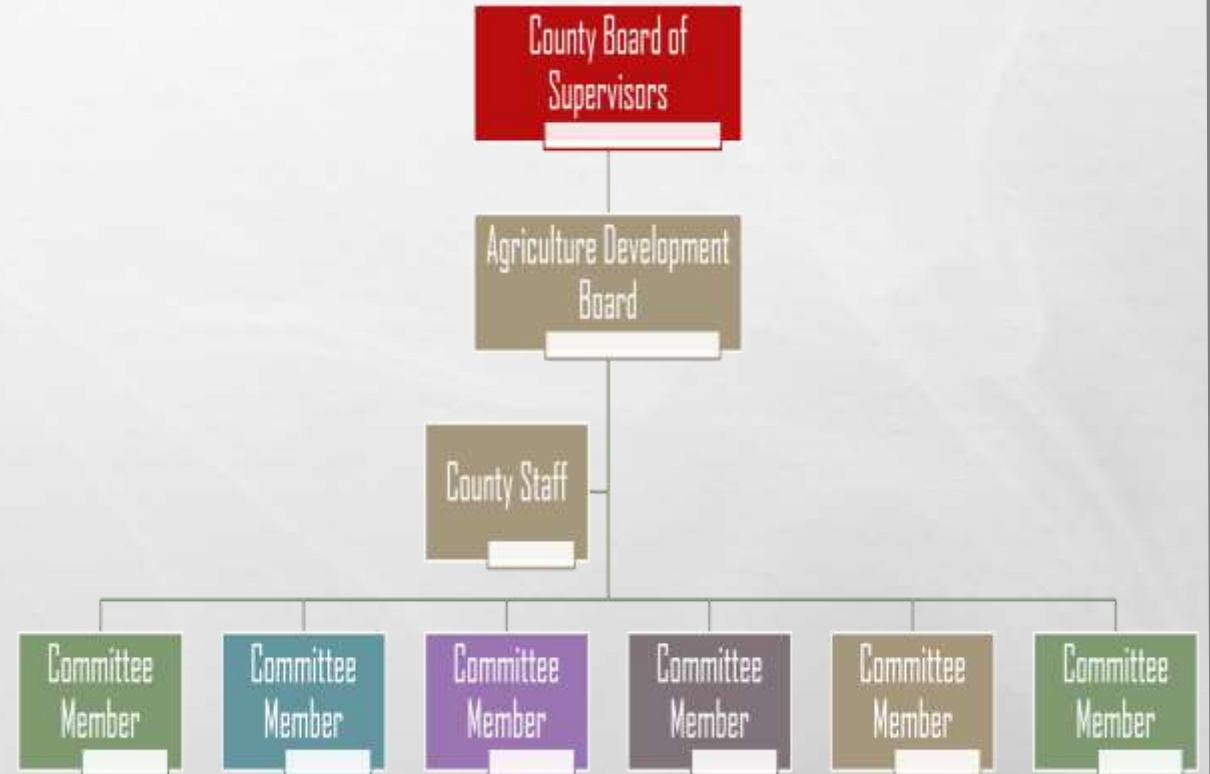 County Board of
Supervisors
Agriculture Development
Board
County Staff
Committee
Member
Committee
Member
Committee
Member
Committee
Member
Committee
Member
Committee
Member